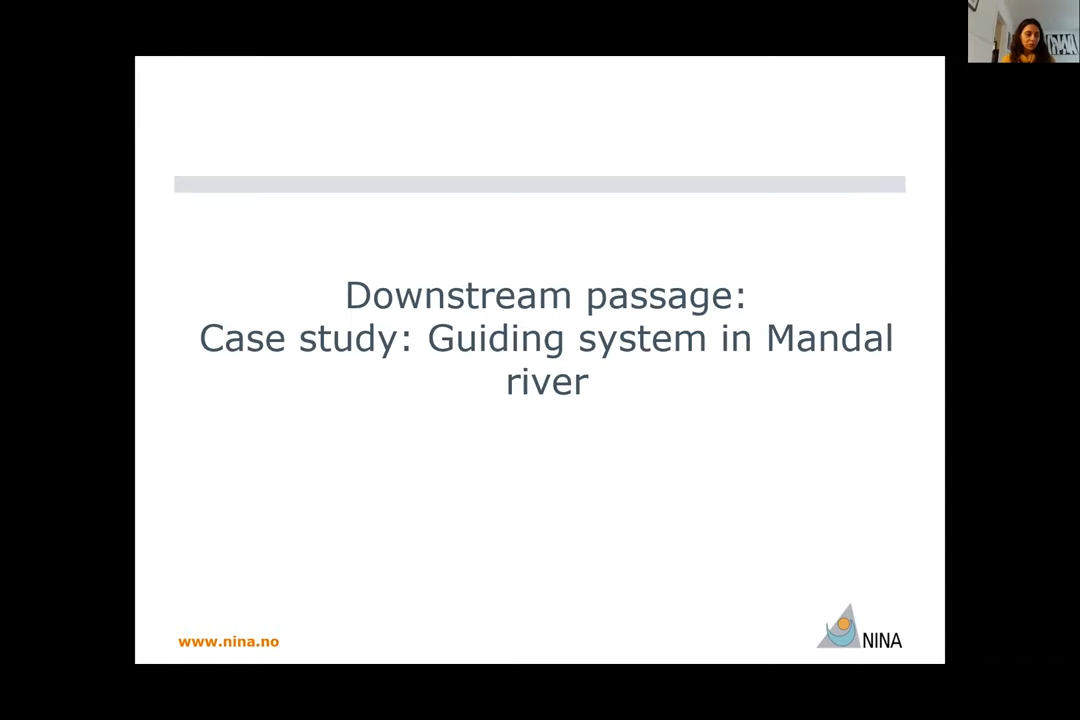 Downstream passage:
Case study: Guiding system in Mandal
river
www.nina.no
NINA